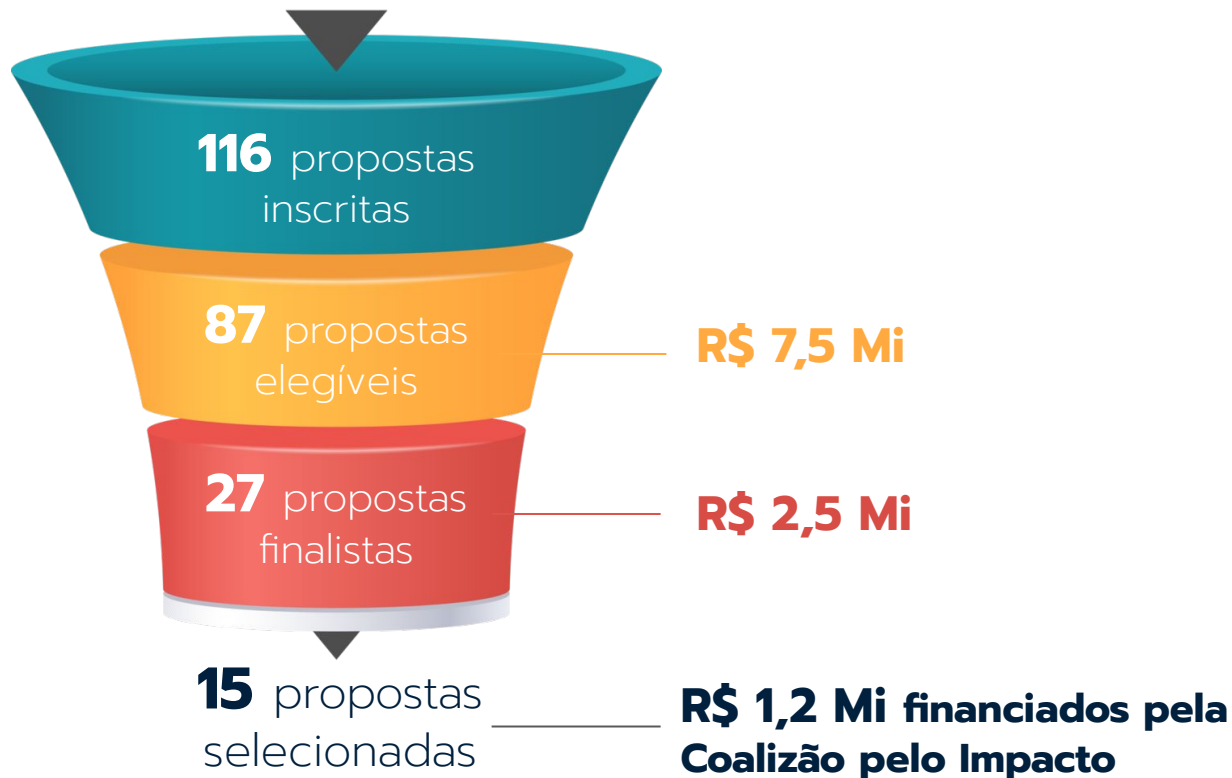 116 propostas
inscritas
87 propostas
elegíveis
R$ 7,5 Mi
27 propostas
finalistas
R$ 2,5 Mi
15 propostas
selecionadas
R$ 1,2 Mi financiados pela
Coalizão pelo Impacto